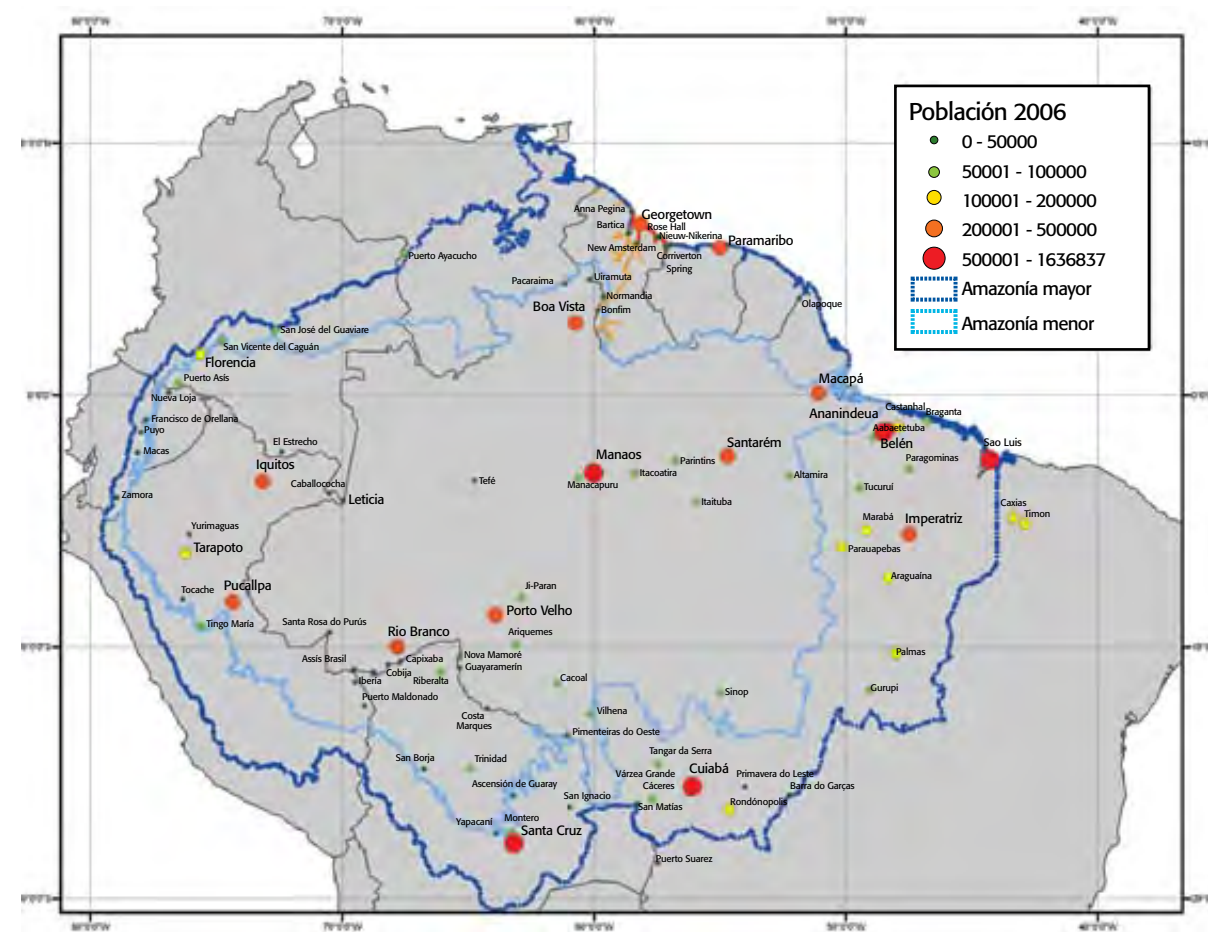 Población 2006
0 - 50000
50001 - 100000
100001 - 200000
200001 - 500000
500001 - 1636837
Amazonía mayor
Amazonía menor
Anna Pegina
Georgetown
Bartica
Rose Hall
Nieuw-Nikerina
New Amsterdam
Paramaribo
Corriverton
Spring
Puerto Ayacucho
Pacaraima
Uiramuta
Normandia
Boa Vista
Bonfim
Olapoque
San José del Guaviare
San Vicente del Caguán
Florencia
Puerto Asís
Nueva Loja
Macapá
Ananindeua
Castanhal
Braganta
Francisco de Orellana
Puyo
Aabaetetuba
Belén
Sao Luis
El Estrecho
Macas
Santarém
Manaos
Parintins
Paragominas
Iquitos
Itacoatira
Altamira
Caballococha
Tefé
Manacapuru
Tucuruí
Zamora
Leticia
Itaituba
Caxias
Timon
Yurimaguas
Marabá
Imperatriz
Tarapoto
Parauapebas
Araguaína
Tocache
Pucallpa
Ji-Paran
Porto Velho
Tingo María
Santa Rosa do Purús
Rio Branco
Ariquemes
Assís Brasil
Capixaba
Nova Mamoré
Guayaramerín
Palmas
Iberia
Cobija
Riberalta
Cacoal
Gurupi
Sinop
Puerto Maldonado
Costa
Marques
Vilhena
Pimenteiras do Oeste
San Borja
Trinidad
Tangar da Serra
Várzea Grande
Cuiabá
Primavera do Leste
Ascensión de Guaray
Cáceres
Barra do Garças
San Ignacio
San Matías
Rondónopolis
Yapacaní
Montero
Santa Cruz
Puerto Suarez